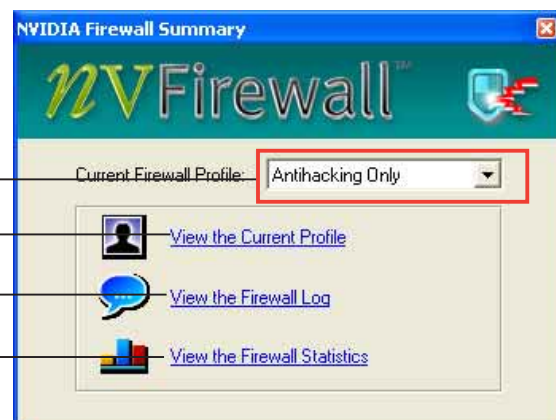 NVIDIA Firewall Summary
NVFirewall™
Current Firewall Profile: Antihacking Only
View the Current Profile
View the Firewall Log
View the Firewall Statistics